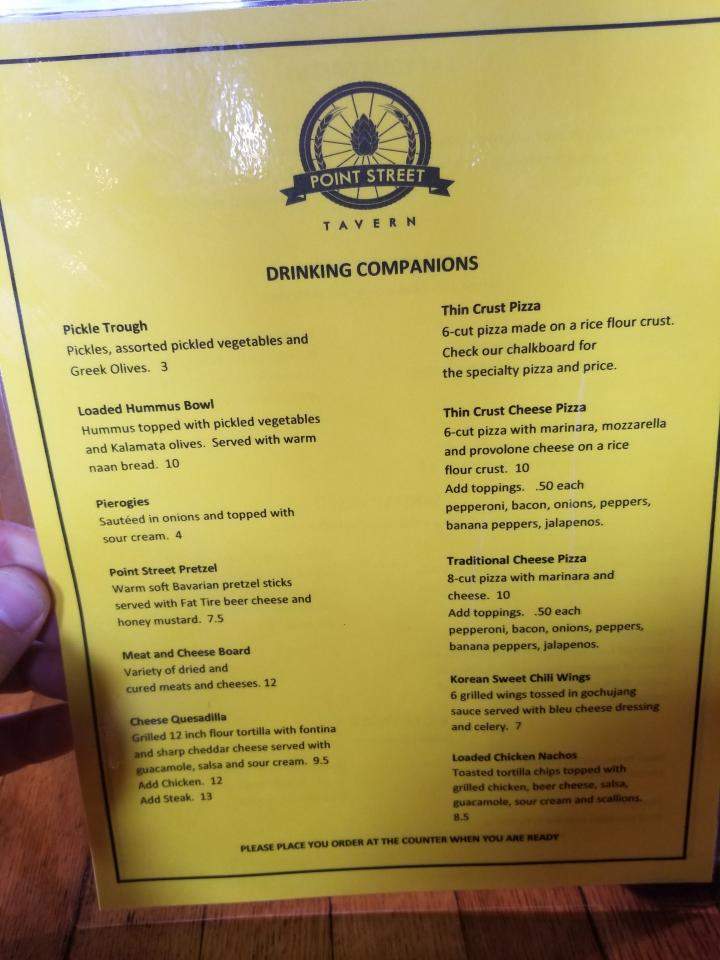 POINT STREET
TAVERN
DRINKING COMPANIONS
Pickle Trough
Pickles, assorted pickled vegetables and
Greek Olives. 3
Loaded Hummus Bowl
Hummus topped with pickled vegetables
and Kalamata olives. Served with warm
naan bread. 10
Pierogies
Sautéed in onions and topped with
sour cream. 4
Point Street Pretzel
Warm soft Bavarian pretzel sticks
served with Fat Tire beer cheese and
honey mustard. 7.5
Meat and Cheese Board
Variety of dried and
cured meats and cheeses. 12
Cheese Quesadilla
Grilled 12 inch flour tortilla with fontina
and sharp cheddar cheese served with
guacamole, salsa and sour cream. 9.5
Add Chicken. 12
Add Steak. 13
Thin Crust Pizza
6-cut pizza made on a rice flour crust.
Check our chalkboard for
the specialty pizza and price.
Thin Crust Cheese Pizza
6-cut pizza with marinara, mozzarella
and provolone cheese on a rice
flour crust. 10
Add toppings. .50 each
pepperoni, bacon, onions, peppers,
banana peppers, jalapenos.
Traditional Cheese Pizza
8-cut pizza with marinara and
cheese. 10
Add toppings. .50 each
pepperoni, bacon, onions, peppers,
banana peppers, jalapenos.
Korean Sweet Chili Wings
6 grilled wings tossed in gochujang
sauce served with bleu cheese dressing
and celery. 7
Loaded Chicken Nachos
Toasted tortilla chips topped with
grilled chicken, beer cheese, salsa,
guacamole, sour cream and scallions.
8.5
PLEASE PLACE YOU ORDER AT THE COUNTER WHEN YOU ARE READY